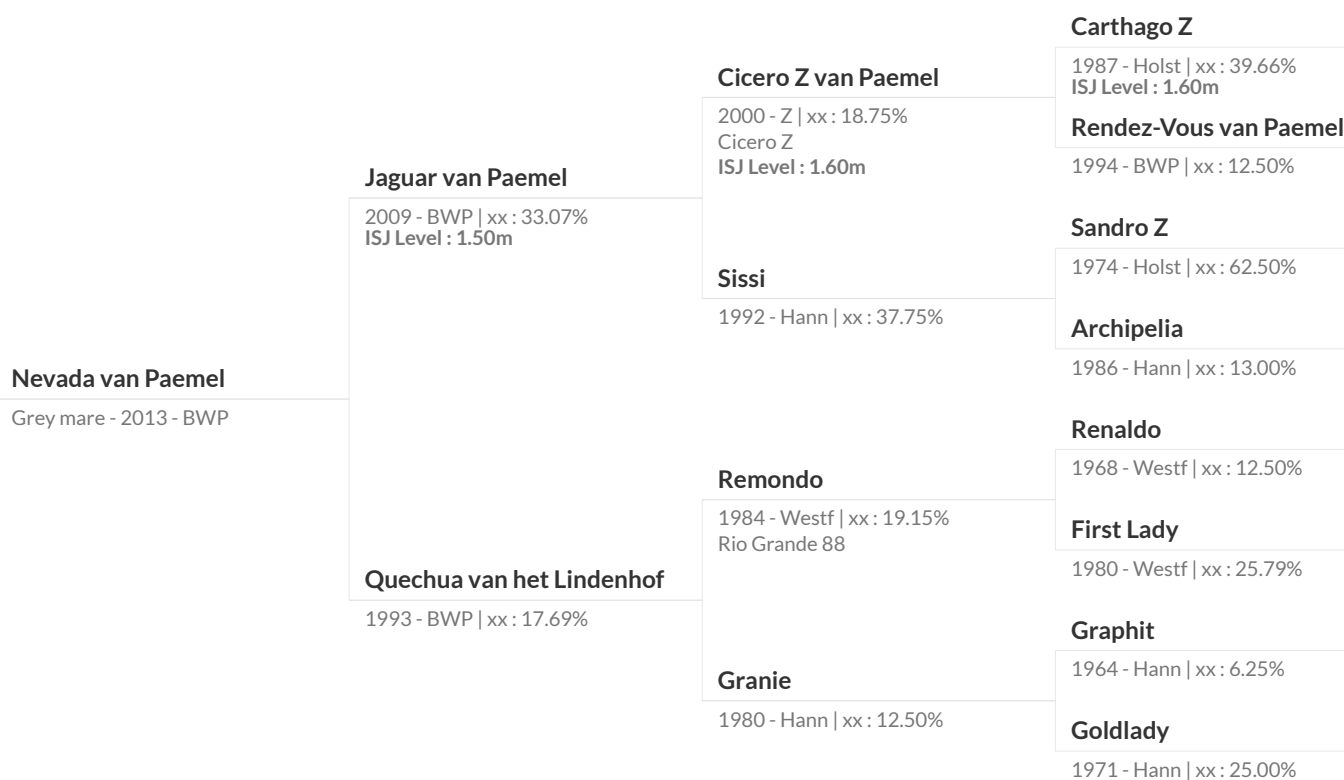 Carthago Z
1987 - Holst | xx : 39.66%
ISJ Level : 1.60m
Cicero Z van Paemel
2000 - Z | xx : 18.75%
Cicero Z
ISJ Level : 1.60m
Rendez-Vous van Paemel
1994 - BWP | xx : 12.50%
Jaguar van Paemel
2009 - BWP | xx : 33.07%
ISJ Level : 1.50m
Sandro Z
1974 - Holst | xx : 62.50%
Sissi
1992 - Hann | xx : 37.75%
Archipelia
1986 - Hann | xx : 13.00%
Nevada van Paemel
Grey mare - 2013 - BWP
Renaldo
1968 - Westf | xx : 12.50%
Remondo
1984 - Westf | xx : 19.15%
Rio Grande 88
First Lady
1980 - Westf | xx : 25.79%
Quechua van het Lindenhof
1993 - BWP | xx : 17.69%
Graphit
1964 - Hann | xx : 6.25%
Granie
1980 - Hann | xx : 12.50%
Goldlady
1971 - Hann | xx : 25.00%